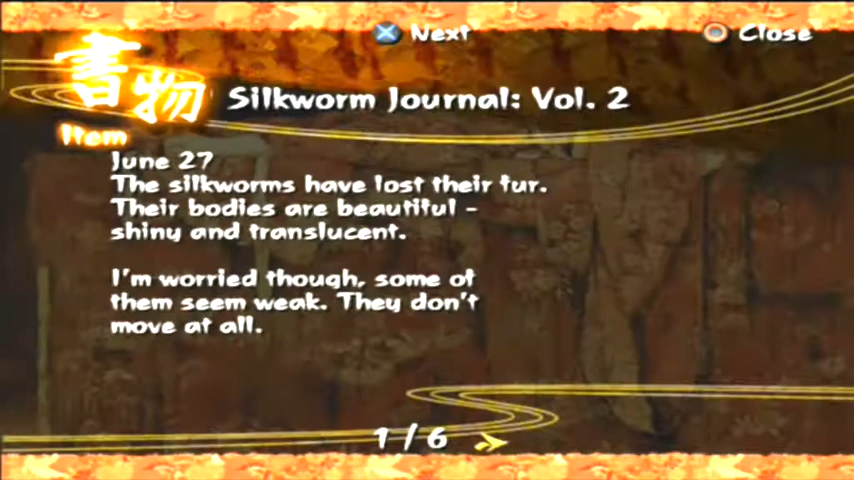 Next
Close
書物
Item
Silkworm Journal: Vol. 2
June 27
The silkworms have lost their fur.
Their bodies are beautiful -
shiny and translucent.
I'm worried though, some of
them seem weak. They don't
move at all.
1 / 6